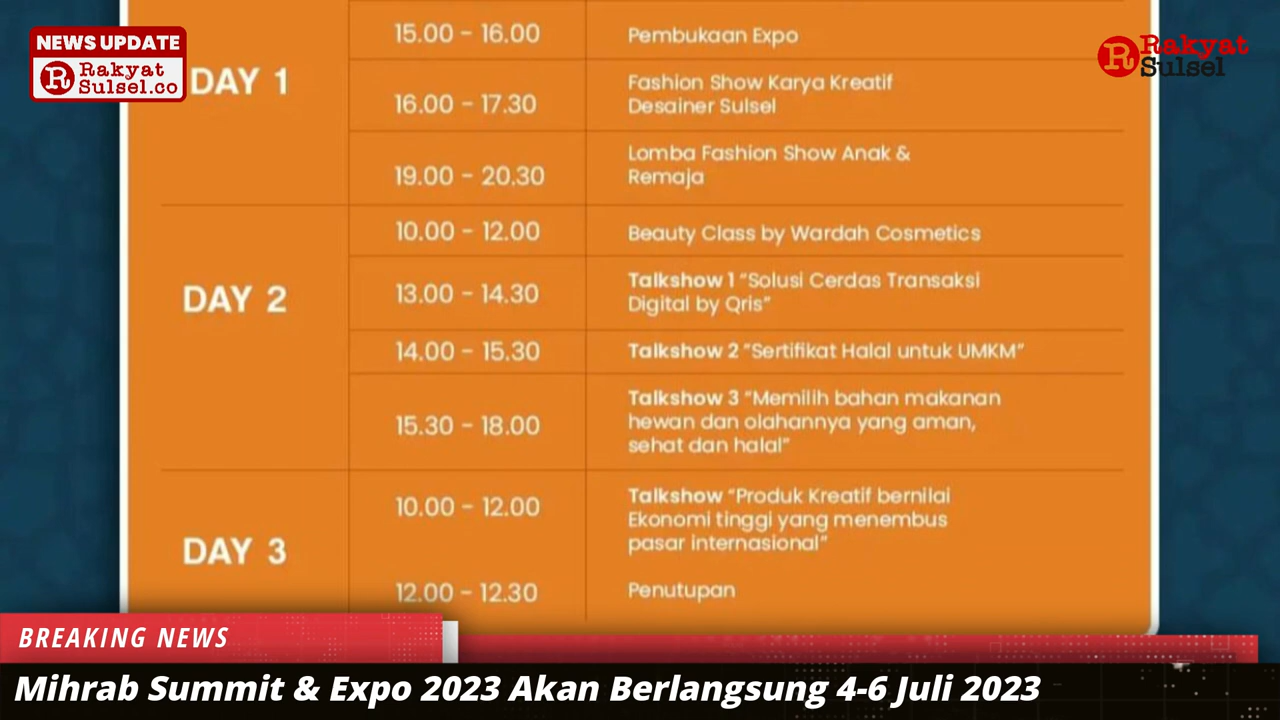 NEWS UPDATE
Rakyat
Sulsel.co
Rakyat
Sulsel
DAY 1
15.00 - 16.00
Pembukaan Expo
16.00 - 17.30
Fashion Show Karya Kreatif
Desainer Sulsel
19.00 - 20.30
Lomba Fashion Show Anak &
Remaja
DAY 2
10.00 - 12.00
Beauty Class by Wardah Cosmetics
13.00 - 14.30
Talkshow 1 “Solusi Cerdas Transaksi
Digital by Qris”
14.00 - 15.30
Talkshow 2 “Sertifikat Halal untuk UMKM”
15.30 - 18.00
Talkshow 3 “Memilih bahan makanan
hewan dan olahannya yang aman,
sehat dan halal”
DAY 3
10.00 - 12.00
Talkshow “Produk Kreatif bernilai
Ekonomi tinggi yang menembus
pasar internasional”
12.00 - 12.30
Penutupan
BREAKING NEWS
Mihrab Summit & Expo 2023 Akan Berlangsung 4-6 Juli 2023